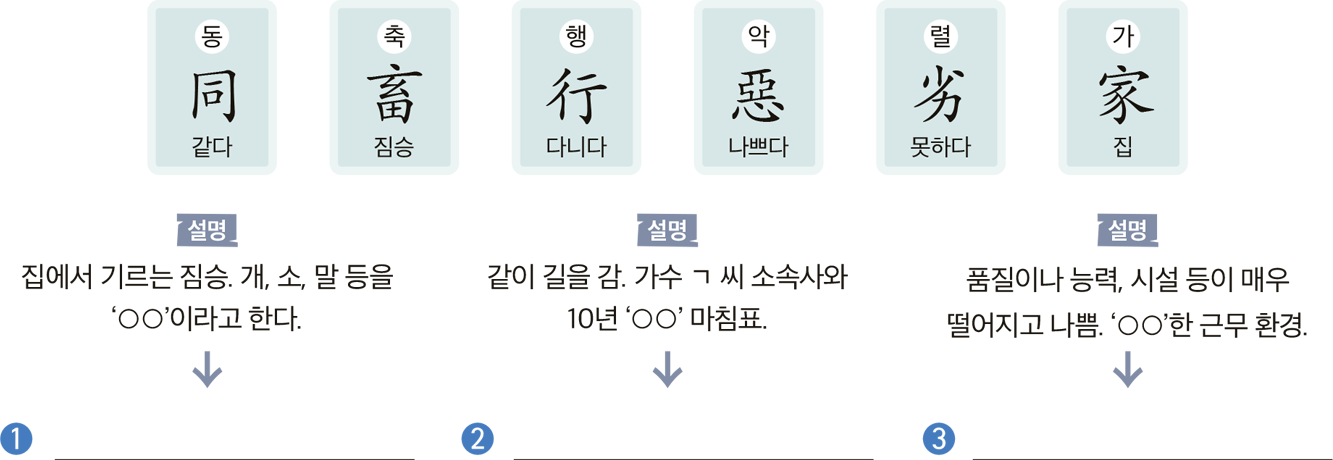 동 축 행 악 렬 가
同 畜 行 惡 劣 家
같다 짐승 다니다 나쁘다 못하다 집
설명
집에서 기르는 짐승. 개, 소, 말 등을
‘○○’이라고 한다.
↓
1
설명
같이 길을 감. 가수 ㄱ 씨 소속사와
10년 ‘○○’ 마침표.
↓
2
설명
품질이나 능력, 시설 등이 매우
떨어지고 나쁨. ‘○○’한 근무 환경.
↓
3